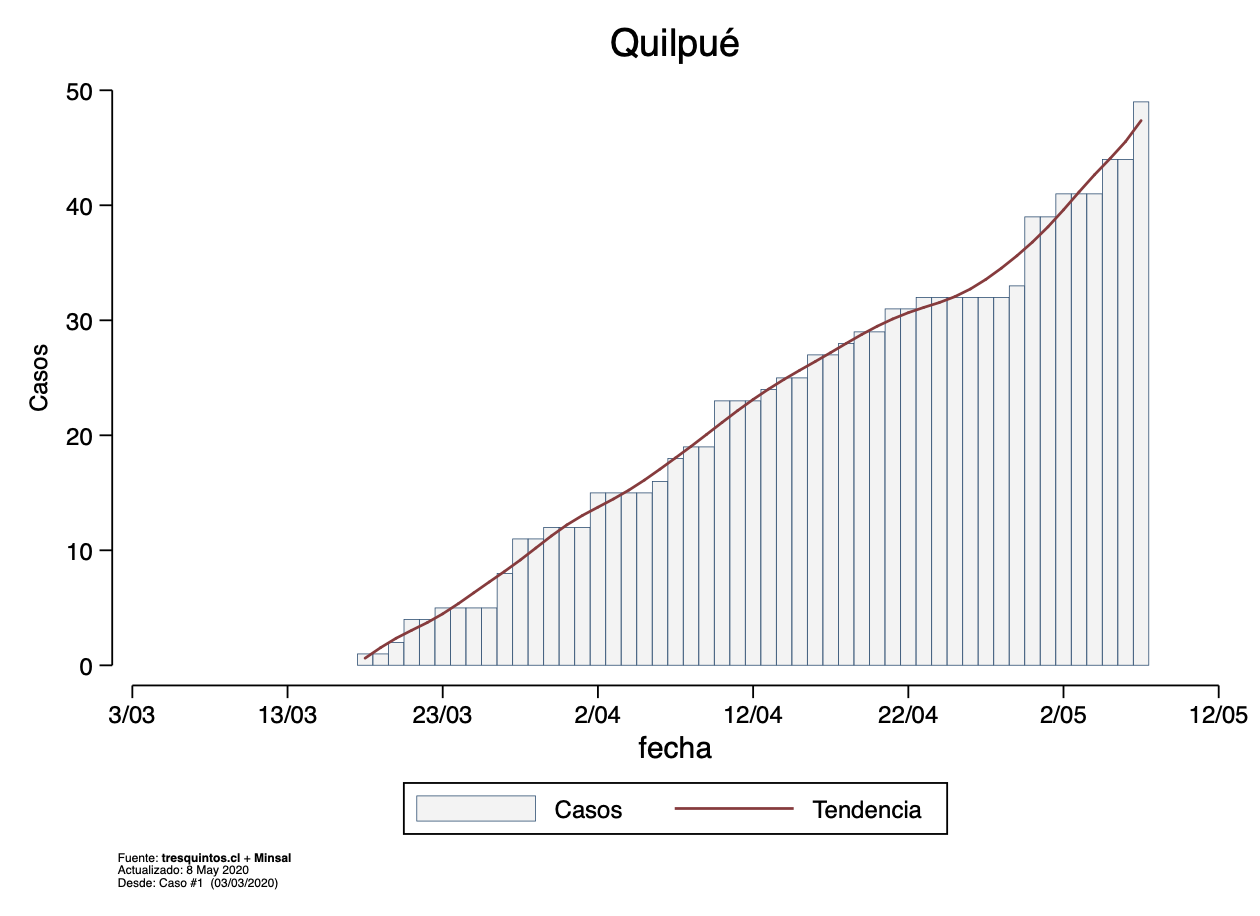 Quilpué
50
40
30
20
10
0
Casos
3/03 13/03 23/03 2/04 12/04 22/04 2/05 12/05
fecha
Casos Tendencia
Fuente: tresquintos.cl + Minsal
Actualizado: 8 May 2020
Desde: Caso #1 (03/03/2020)